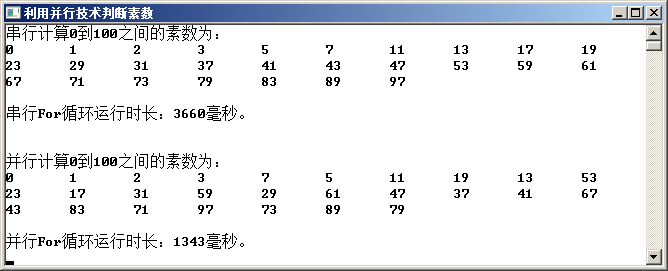 利用并行技术判断素数
串行计算0到100之间的素数为：
0 1 2 3 5 7 11 13 17 19
23 29 31 37 41 43 47 53 59 61
67 71 73 79 83 89 97
串行For循环运行时长：3660毫秒。
并行计算0到100之间的素数为：
0 1 2 3 7 5 11 19 13 53
23 17 31 59 29 61 47 37 41 67
43 83 71 97 73 89 79
并行For循环运行时长：1343毫秒。